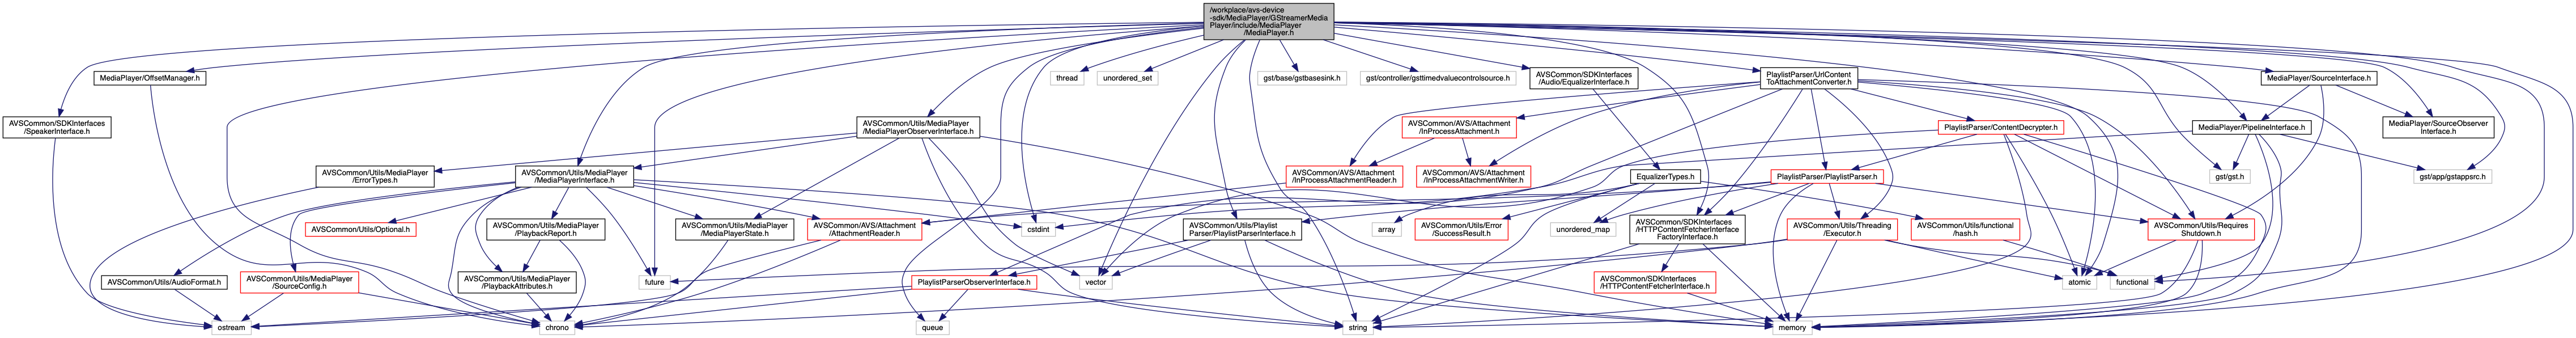 /workplace/avs-device
-sdk/MediaPlayer/GStreamerMedia
Player/include/MediaPlayer
/MediaPlayer.h
MediaPlayer/OffsetManager.h
thread
unordered_set
gst/base/gstbasesink.h
gst/controller/gsttimedvaluecontrolsource.h
AVSCommon/SDKInterfaces
/Audio/EqualizerInterface.h
PlaylistParser/UrlContent
ToAttachmentConverter.h
MediaPlayer/SourceInterface.h
AVSCommon/SDKInterfaces
/SpeakerInterface.h
AVSCommon/Utils/MediaPlayer
/MediaPlayerObserverInterface.h
AVSCommon/AVS/Attachment
/InProcessAttachment.h
PlaylistParser/ContentDecrypter.h
MediaPlayer/PipelineInterface.h
MediaPlayer/SourceObserver
Interface.h
AVSCommon/Utils/MediaPlayer
/ErrorTypes.h
AVSCommon/Utils/MediaPlayer
/MediaPlayerInterface.h
AVSCommon/AVS/Attachment
/InProcessAttachmentReader.h
AVSCommon/AVS/Attachment
/InProcessAttachmentWriter.h
EqualizerTypes.h
PlaylistParser/PlaylistParser.h
gst/gst.h
gst/app/gstappsrc.h
AVSCommon/Utils/Optional.h
AVSCommon/Utils/MediaPlayer
/PlaybackReport.h
AVSCommon/Utils/MediaPlayer
/MediaPlayerState.h
AVSCommon/AVS/Attachment
/AttachmentReader.h
cstdint
AVSCommon/Utils/Playlist
Parser/PlaylistParserInterface.h
array
AVSCommon/Utils/Error
/SuccessResult.h
unordered_map
AVSCommon/SDKInterfaces
/HTTPContentFetcherInterface
FactoryInterface.h
AVSCommon/Utils/Threading
/Executor.h
AVSCommon/Utils/functional
/hash.h
AVSCommon/Utils/Requires
Shutdown.h
AVSCommon/Utils/AudioFormat.h
AVSCommon/Utils/MediaPlayer
/SourceConfig.h
AVSCommon/Utils/MediaPlayer
/PlaybackAttributes.h
future
PlaylistParserObserverInterface.h
vector
AVSCommon/SDKInterfaces
/HTTPContentFetcherInterface.h
atomic
functional
ostream
chrono
queue
string
memory